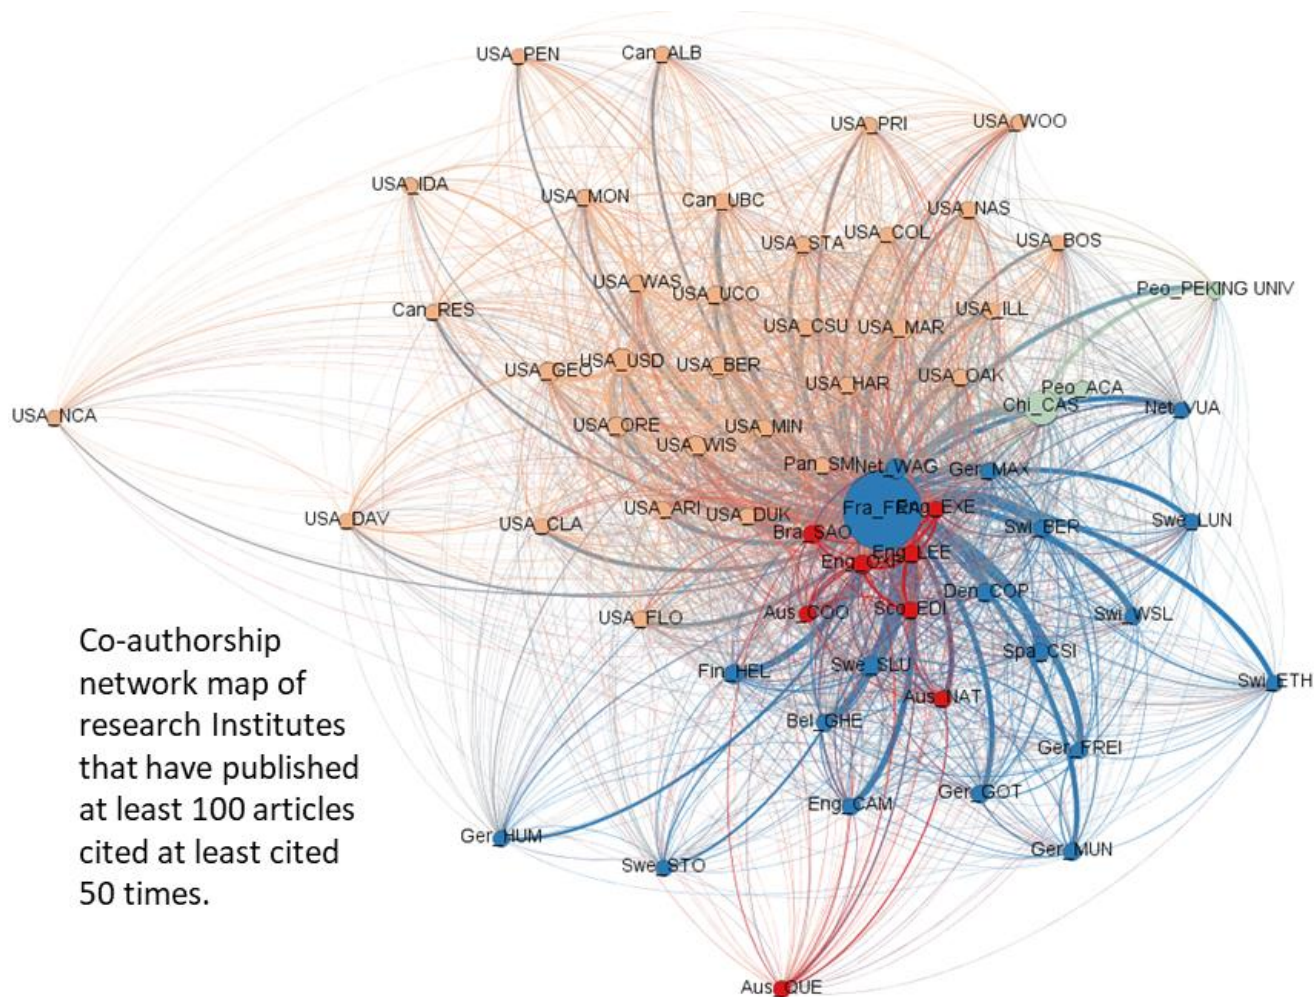 USA_PEN
Can_ALB
USA_PRI
USA_WOO
USA_IDA
USA_MON
Can_UBC
USA_NAS
USA_STA
USA_COL
USA_BOS
USA_WAS
USA_UCO
Peo_PEKING UNIV
Can_RES
USA_CSU
USA_MAR
USA_ILL
USA_GEO
USA_USD
USA_BER
USA_HAR
USA_OAK
Peo_ACA
Chi_CAS
Net_VUA
USA_NCA
USA_ORE
USA_WIS
USA_MIN
Pan_SMI
Net_WAG
Ger_MAX
USA_DAV
USA_CLA
USA_ARI
USA_DUK
Fra_FRA
Eng_EXE
Swi_BER
Swe_LUN
Bra_SAO
Eng_OXF
Eng_LEE
Den_COP
Aus_COO
Sco_EDI
Swi_WSL
USA_FLO
Fin_HEL
Swe_SLU
Spa_CSI
Swi_ETH
Aus_NAT
Bel_GHE
Ger_FREI
Eng_CAM
Ger_GOT
Ger_HUM
Swe_STO
Ger_MUN
Aus_QUE
Co-authorship
network map of
research Institutes
that have published
at least 100 articles
cited at least cited
50 times.